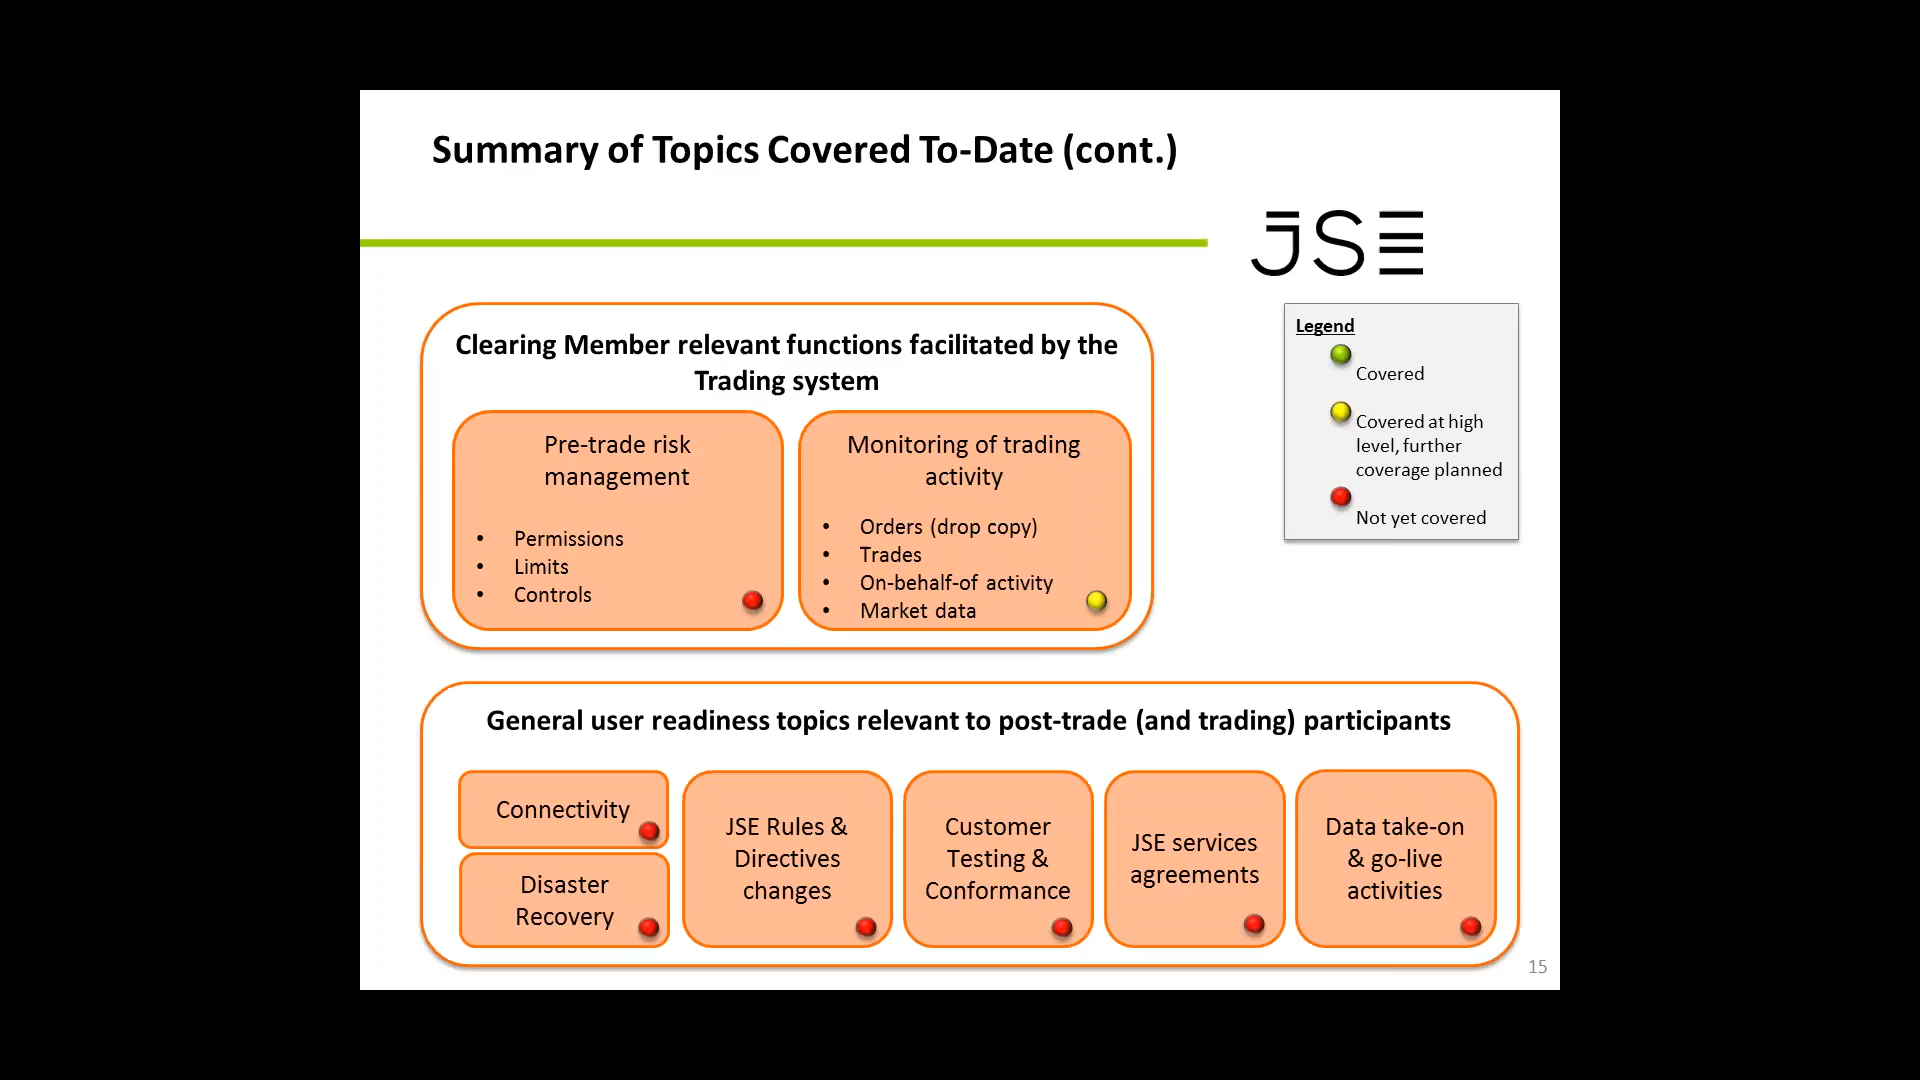 Summary of Topics Covered To-Date (cont.)
JSE
Clearing Member relevant functions facilitated by the
Trading system
Pre-trade risk
management
• Permissions
• Limits
• Controls
Monitoring of trading
activity
• Orders (drop copy)
• Trades
• On-behalf-of activity
• Market data
Legend
Covered
Covered at high
level, further
coverage planned
Not yet covered
General user readiness topics relevant to post-trade (and trading) participants
Connectivity
Disaster
Recovery
JSE Rules &
Directives
changes
Customer
Testing &
Conformance
JSE services
agreements
Data take-on
& go-live
activities
15